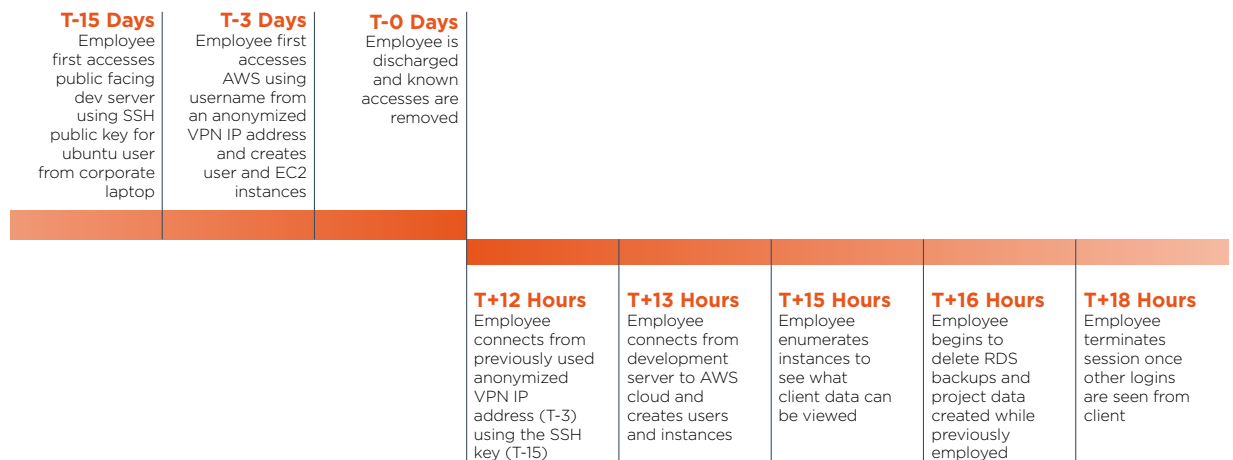 T-15 Days
Employee
first accesses
public facing
dev server
using SSH
public key for
ubuntu user
from corporate
laptop
T-3 Days
Employee first
accesses
AWS using
username from
an anonymized
VPN IP address
and creates
user and EC2
instances
T-0 Days
Employee is
discharged
and known
accesses are
removed
T+12 Hours
Employee
connects from
previously used
anonymized
VPN IP
address (T-3)
using the SSH
key (T-15)
T+13 Hours
Employee
connects from
development
server to AWS
cloud and
creates users
and instances
T+15 Hours
Employee
enumerates
instances to
see what
client data can
be viewed
T+16 Hours
Employee
begins to
delete RDS
backups and
project data
created while
previously
employed
T+18 Hours
Employee
terminates
session once
other logins
are seen from
client